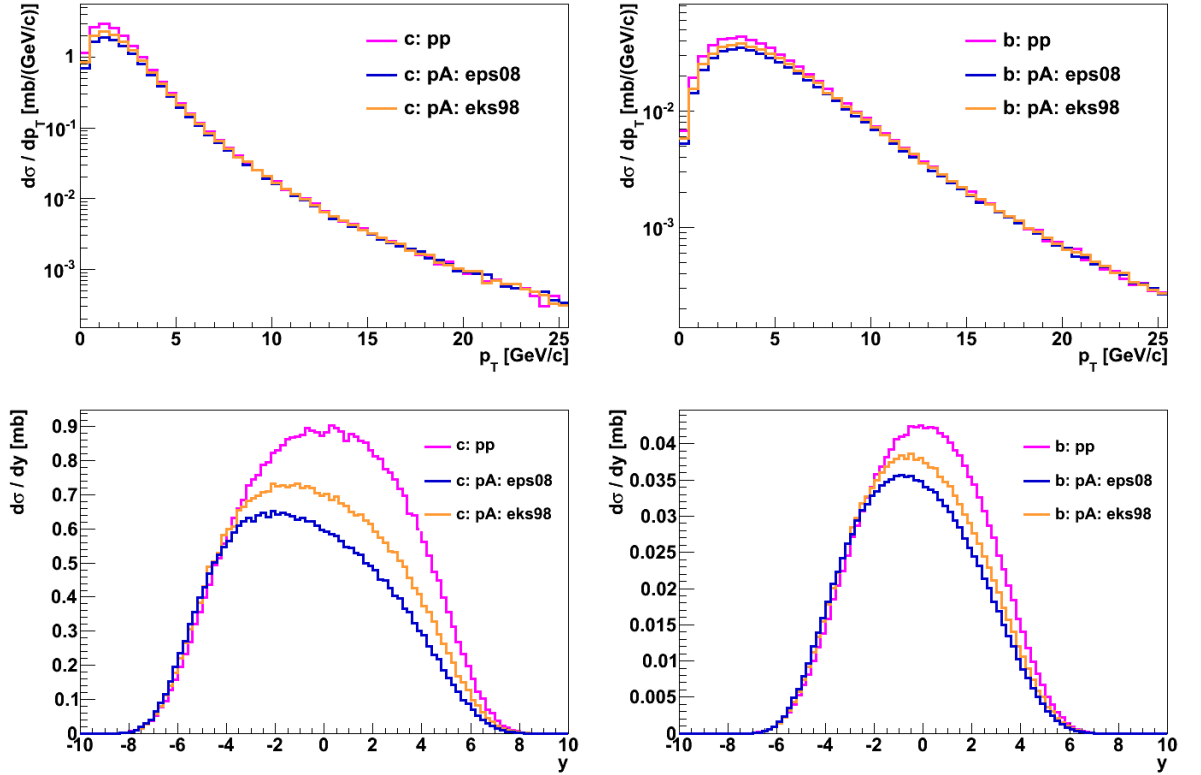 dσ / dp_T [mb/(GeV/c)]
1
10^-1
10^-2
10^-3
c: pp
c: pA: eps08
c: pA: eks98
0 5 10 15 20 25
p_T [GeV/c]
dσ / dp_T [mb/(GeV/c)]
10^-2
10^-3
b: pp
b: pA: eps08
b: pA: eks98
0 5 10 15 20 25
p_T [GeV/c]
dσ / dy [mb]
0.9
0.8
0.7
0.6
0.5
0.4
0.3
0.2
0.1
0
c: pp
c: pA: eps08
c: pA: eks98
-10 -8 -6 -4 -2 0 2 4 6 8 10
y
dσ / dy [mb]
0.04
0.035
0.03
0.025
0.02
0.015
0.01
0.005
0
b: pp
b: pA: eps08
b: pA: eks98
-10 -8 -6 -4 -2 0 2 4 6 8 10
y